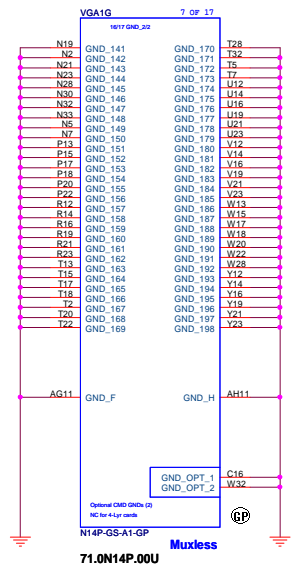 VGA1G 7 OF 17
16/17 GND_2/2
N19 GND_141 GND_170 T28
N2 GND_142 GND_171 T32
N21 GND_143 GND_172 T5
N23 GND_144 GND_173 T7
N28 GND_145 GND_174 U12
N30 GND_146 GND_175 U14
N32 GND_147 GND_176 U16
N33 GND_148 GND_177 U19
N5 GND_149 GND_178 U21
N7 GND_150 GND_179 U23
P13 GND_151 GND_180 V12
P15 GND_152 GND_181 V14
P17 GND_153 GND_182 V16
P18 GND_154 GND_183 V19
P20 GND_155 GND_184 V21
P22 GND_156 GND_185 V23
R12 GND_157 GND_186 W13
R14 GND_158 GND_187 W15
R16 GND_159 GND_188 W17
R19 GND_160 GND_189 W18
R21 GND_161 GND_190 W20
R23 GND_162 GND_191 W22
T13 GND_163 GND_192 W28
T15 GND_164 GND_193 Y12
T17 GND_165 GND_194 Y14
T18 GND_166 GND_195 Y16
T2 GND_167 GND_196 Y19
T20 GND_168 GND_197 Y21
T22 GND_169 GND_198 Y23
AG11 GND_F GND_H AH11
GND_OPT_1 C16
GND_OPT_2 W32
Optional CMD GNDs (2)
NC for 4-Lyr cards
GP
N14P-GS-A1-GP
Muxless
71.0N14P.00U